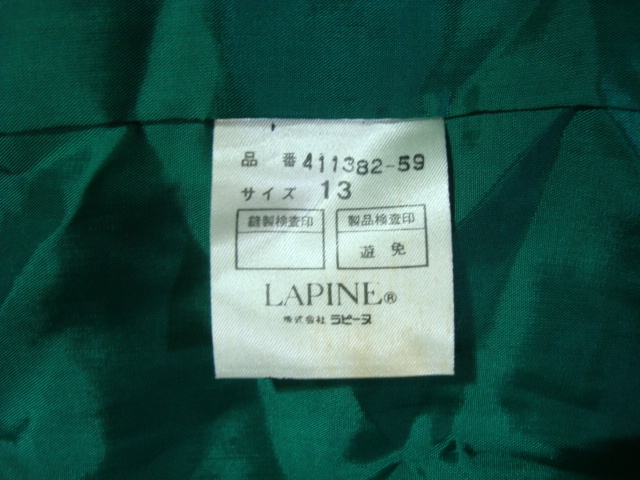 品番 411382-59
サイズ 13
縫製検査印 製品検査印
遊免
LAPINE®
株式会社 ラピーヌ